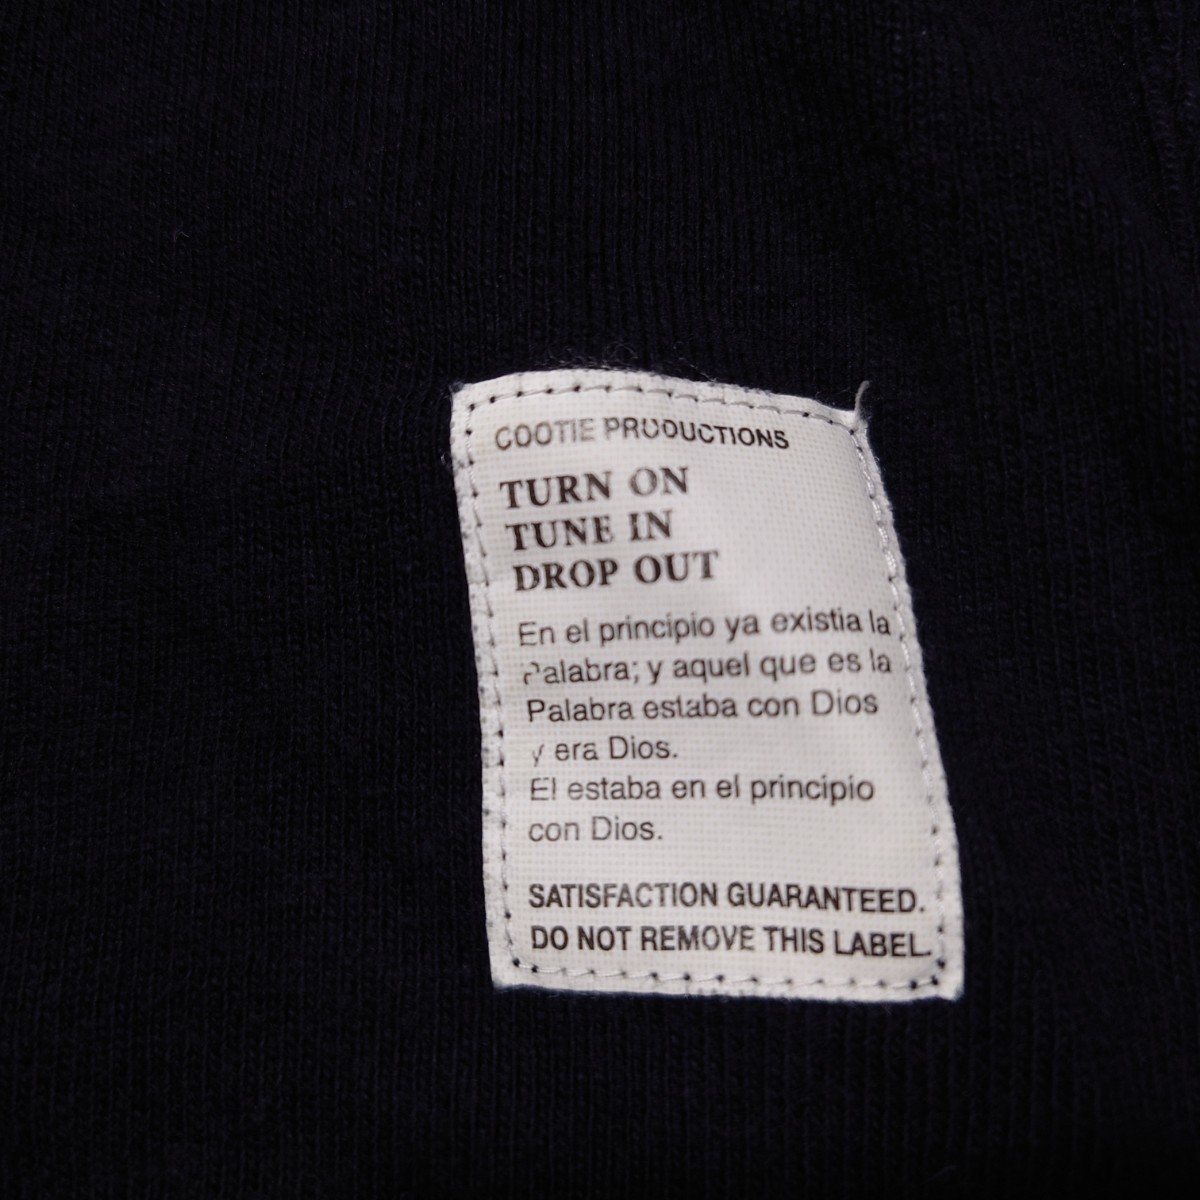 COOTIE PRODUCTIONS
TURN ON
TUNE IN
DROP OUT
En el principio ya existia la
Palabra; y aquel que es la
Palabra estaba con Dios
y era Dios.
El estaba en el principio
con Dios.
SATISFACTION GUARANTEED.
DO NOT REMOVE THIS LABEL.